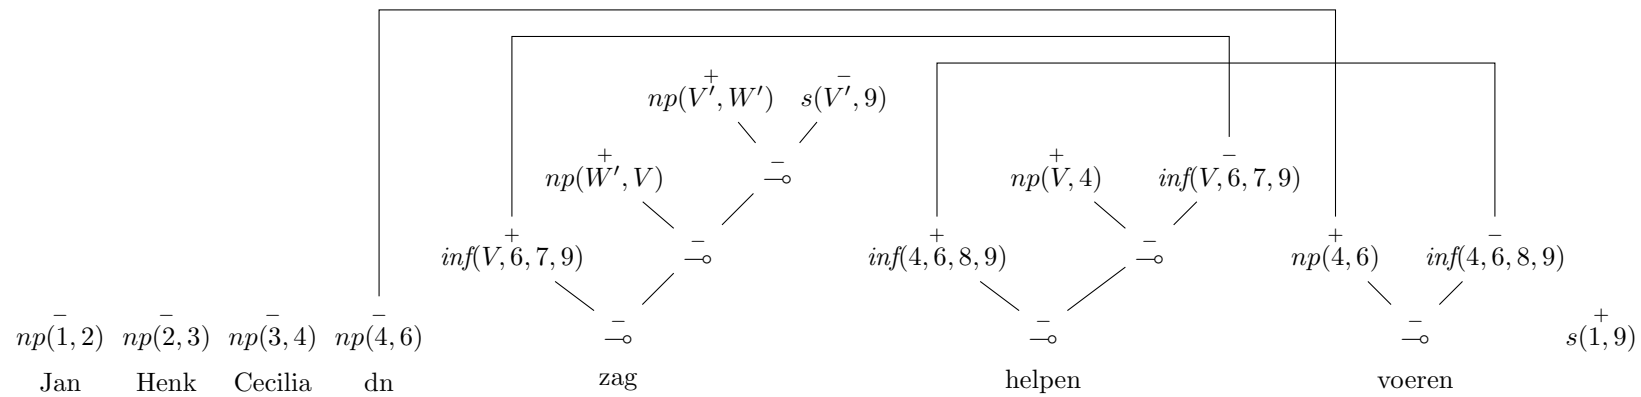 + −
np(V′, W′) s(V′, 9)
+ − + −
np(W′, V) ⊸ np(V, 4) inf(V, 6, 7, 9)
+ − + − + −
inf(V, 6, 7, 9) ⊸ inf(4, 6, 8, 9) ⊸ np(4, 6) inf(4, 6, 8, 9)
− − − − − − − +
np(1, 2) np(2, 3) np(3, 4) np(4, 6) ⊸ ⊸ ⊸ s(1, 9)
Jan Henk Cecilia dn zag helpen voeren